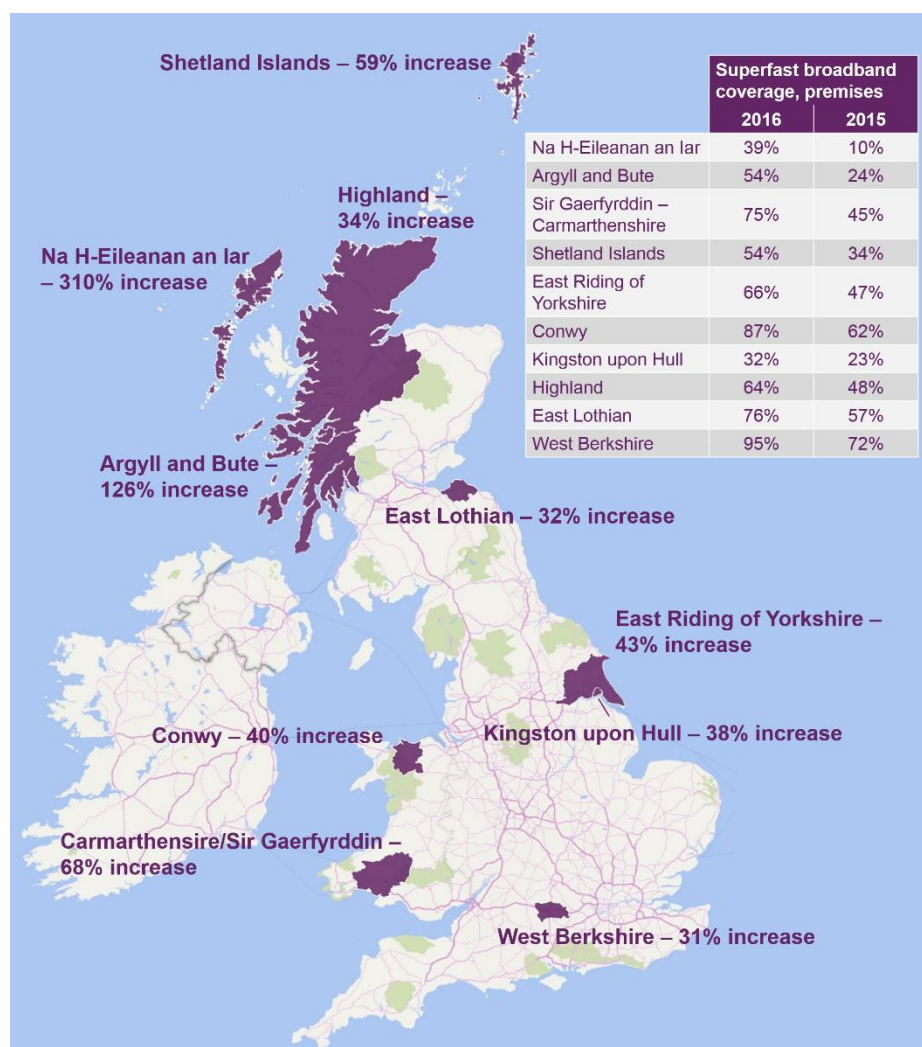 Shetland Islands – 59% increase
Superfast broadband
coverage, premises
2016 2015
Na H-Eileanan an Iar 39% 10%
Argyll and Bute 54% 24%
Sir Gaerfyrddin –
Carmarthenshire 75% 45%
Shetland Islands 54% 34%
East Riding of
Yorkshire 66% 47%
Conwy 87% 62%
Kingston upon Hull 32% 23%
Highland 64% 48%
East Lothian 76% 57%
West Berkshire 95% 72%
Highland –
34% increase
Na H-Eileanan an Iar
– 310% increase
Argyll and Bute –
126% increase
East Lothian – 32% increase
East Riding of Yorkshire –
43% increase
Conwy – 40% increase
Kingston upon Hull – 38% increase
Carmarthensire/Sir Gaerfyrddin –
68% increase
West Berkshire – 31% increase